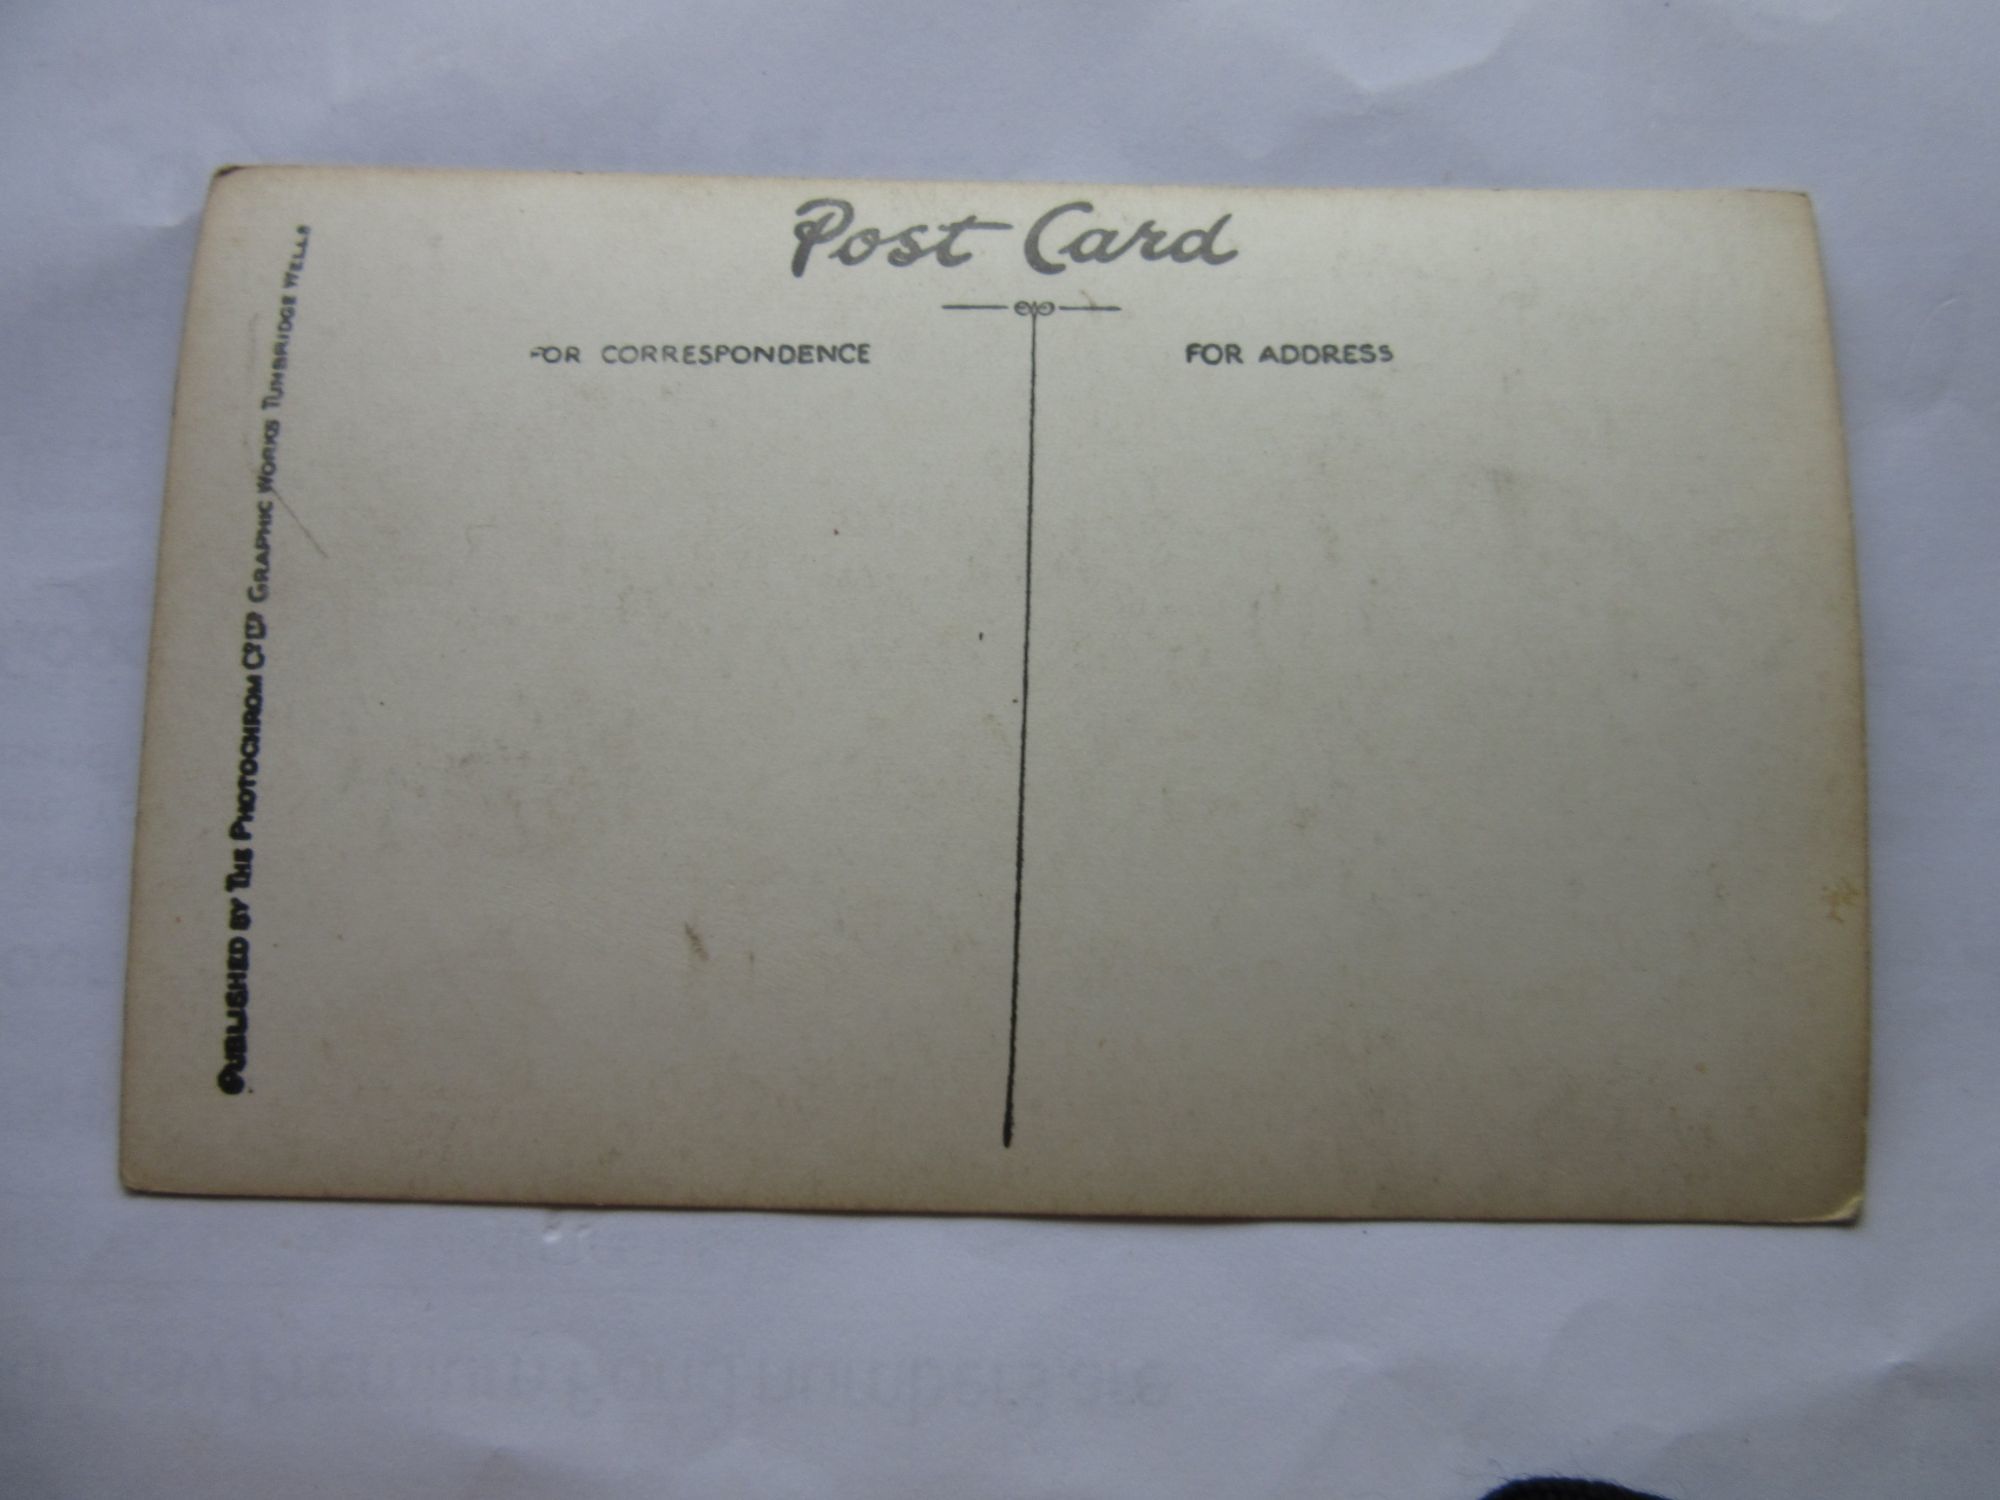 Post Card
FOR CORRESPONDENCE
FOR ADDRESS
PUBLISHED BY THE PHOTOCHROM CO LTD GRAPHIC WORKS TUNBRIDGE WELLS